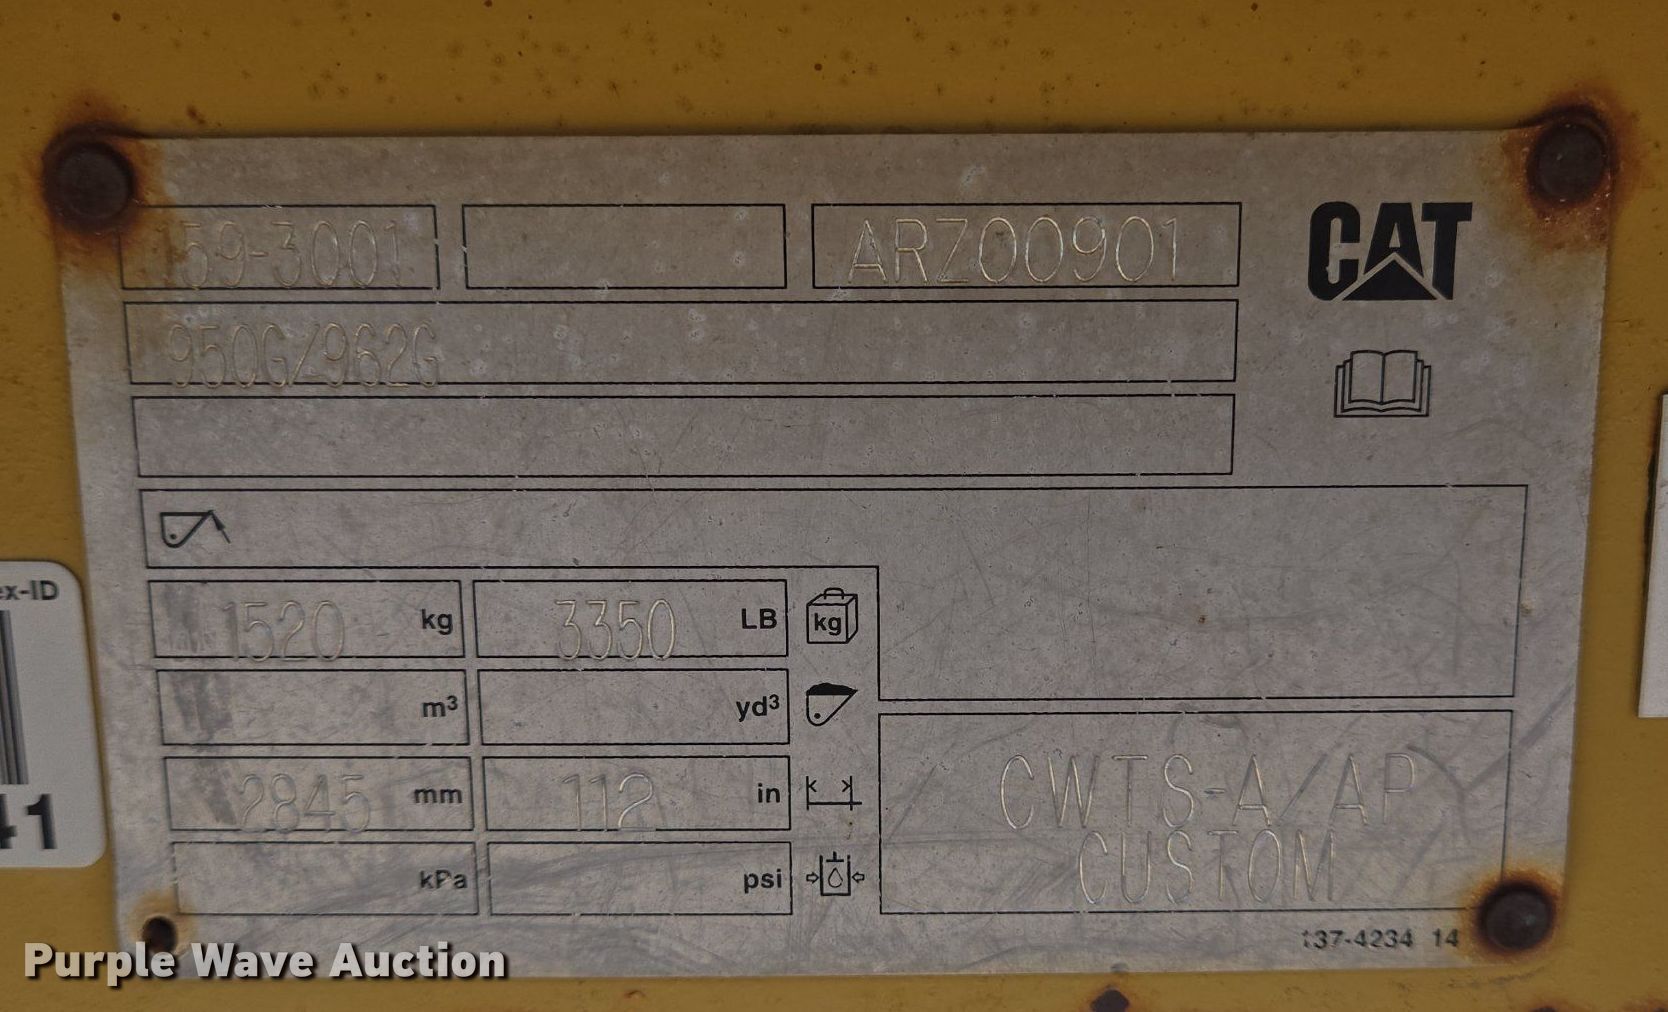 159-3001 ARZ00901 CAT
950G/962G
ex-ID
1520 kg 3350 LB kg
m³ yd³
2845 mm 112 in
kPa psi
CWTS-A/AP
CUSTOM
41
137-4234 14
Purple Wave Auction